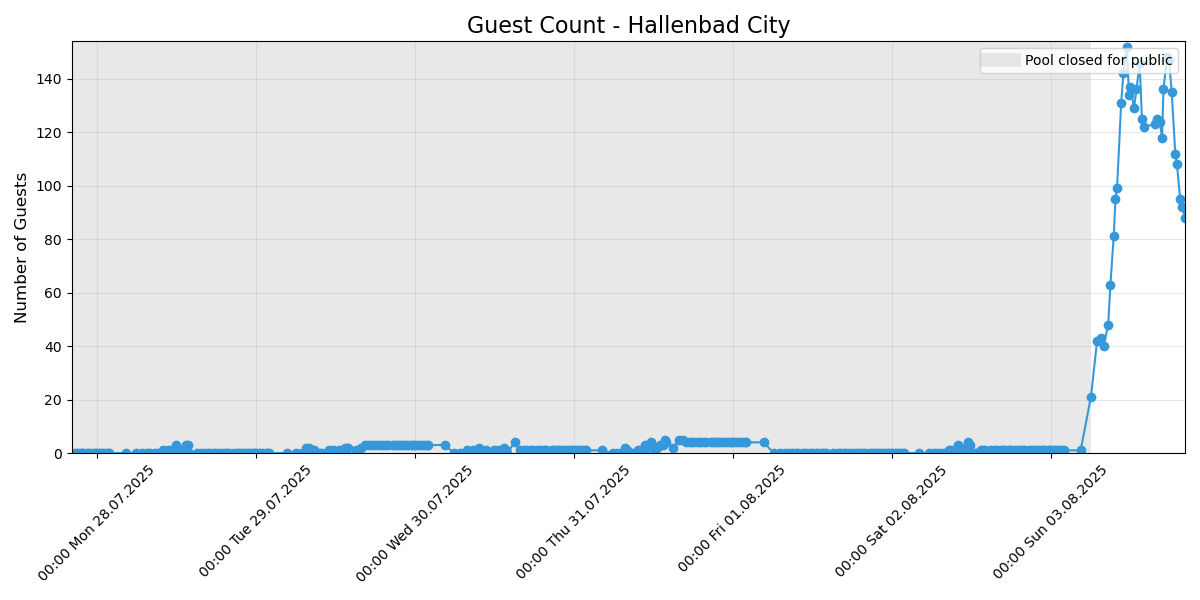 Guest Count - Hallenbad City
Pool closed for public
Number of Guests
140
120
100
80
60
40
20
0
00:00 Mon 28.07.2025
00:00 Tue 29.07.2025
00:00 Wed 30.07.2025
00:00 Thu 31.07.2025
00:00 Fri 01.08.2025
00:00 Sat 02.08.2025
00:00 Sun 03.08.2025